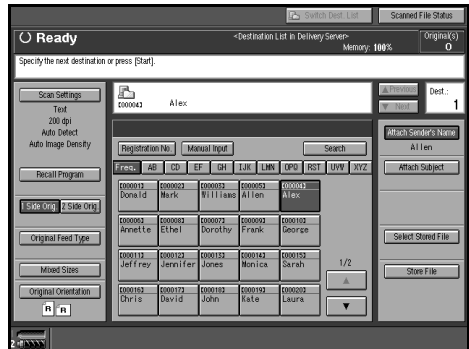 Switch Dest. List
Scanned File Status
Ready
<Destination List in Delivery Server>
Memory: 100%
Original(s)
0
Specify the next destination or press [Start].
Scan Settings
Text
200 dpi
Auto Detect
Auto Image Density
Recall Program
1 Side Orig.
2 Side Orig.
Original Feed Type
Mixed Sizes
Original Orientation
R R
[00004]
Alex
▲ Previous
▼ Next
Dest.:
1
Registration No.
Manual Input
Search
Freq. AB CD EF GH IJK LMN OPQ RST UVW XYZ
[00001] [00002] [00003] [00005] [00004]
Donald Mark Williams Allen Alex
[00006] [00008] [00007] [00009] [00010]
Annette Ethel Dorothy Frank George
[00011] [00012] [00013] [00014] [00015]
Jeffrey Jennifer Jones Monica Sarah
[00016] [00017] [00018] [00019] [00020]
Chris David John Kate Laura
1/2
▲
▼
Attach Sender's Name
Allen
Attach Subject
Select Stored File
Store File
2